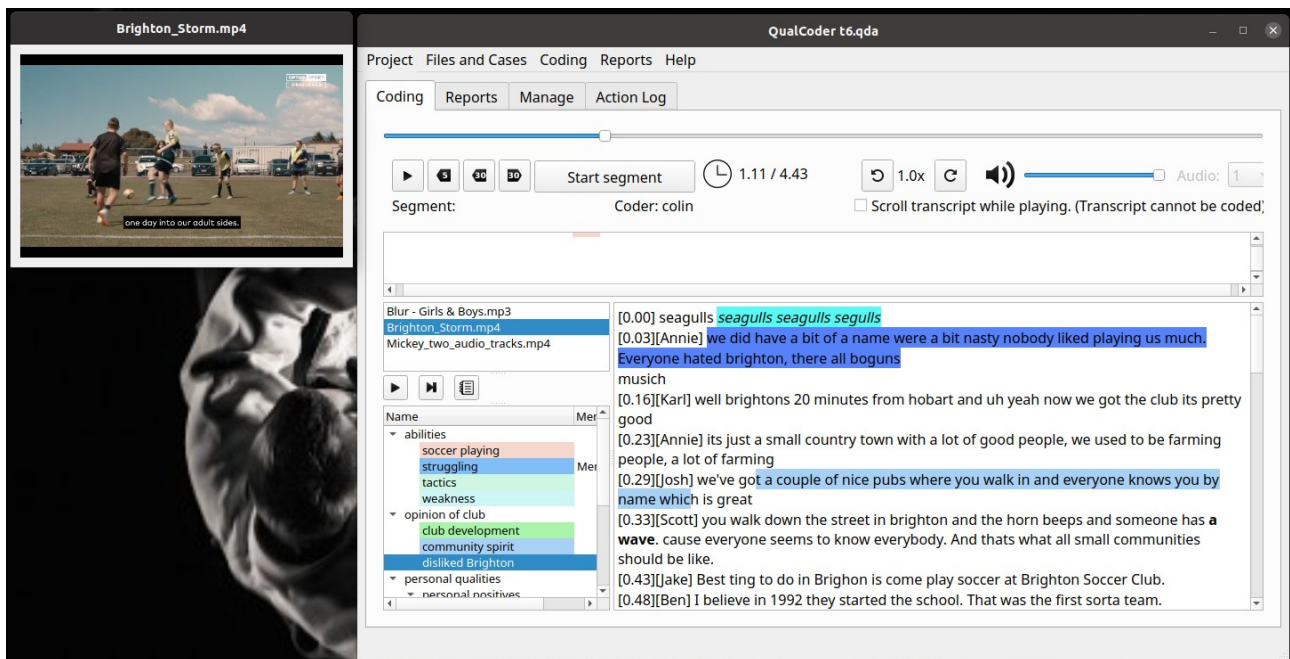 Brighton_Storm.mp4
one day into our adult sides.
QualCoder t6.qda
Project Files and Cases Coding Reports Help
Coding Reports Manage Action Log
5 30 30 Start segment 1.11 / 4.43 1.0x Audio: 1
Segment: Coder: colin Scroll transcript while playing. (Transcript cannot be coded)
Blur - Girls & Boys.mp3
Brighton_Storm.mp4
Mickey_two_audio_tracks.mp4
Name Mer
abilities
soccer playing
struggling Mer
tactics
weakness
opinion of club
club development
community spirit
disliked Brighton
personal qualities
personal positives
[0.00] seagulls seagulls seagulls segulls
[0.03][Annie] we did have a bit of a name were a bit nasty nobody liked playing us much.
Everyone hated brighton, there all boguns
musich
[0.16][Karl] well brightons 20 minutes from hobart and uh yeah now we got the club its pretty
good
[0.23][Annie] its just a small country town with a lot of good people, we used to be farming
people, a lot of farming
[0.29][Josh] we've got a couple of nice pubs where you walk in and everyone knows you by
name which is great
[0.33][Scott] you walk down the street in brighton and the horn beeps and someone has a
wave. cause everyone seems to know everybody. And thats what all small communities
should be like.
[0.43][Jake] Best ting to do in Brighon is come play soccer at Brighton Soccer Club.
[0.48][Ben] I believe in 1992 they started the school. That was the first sorta team.